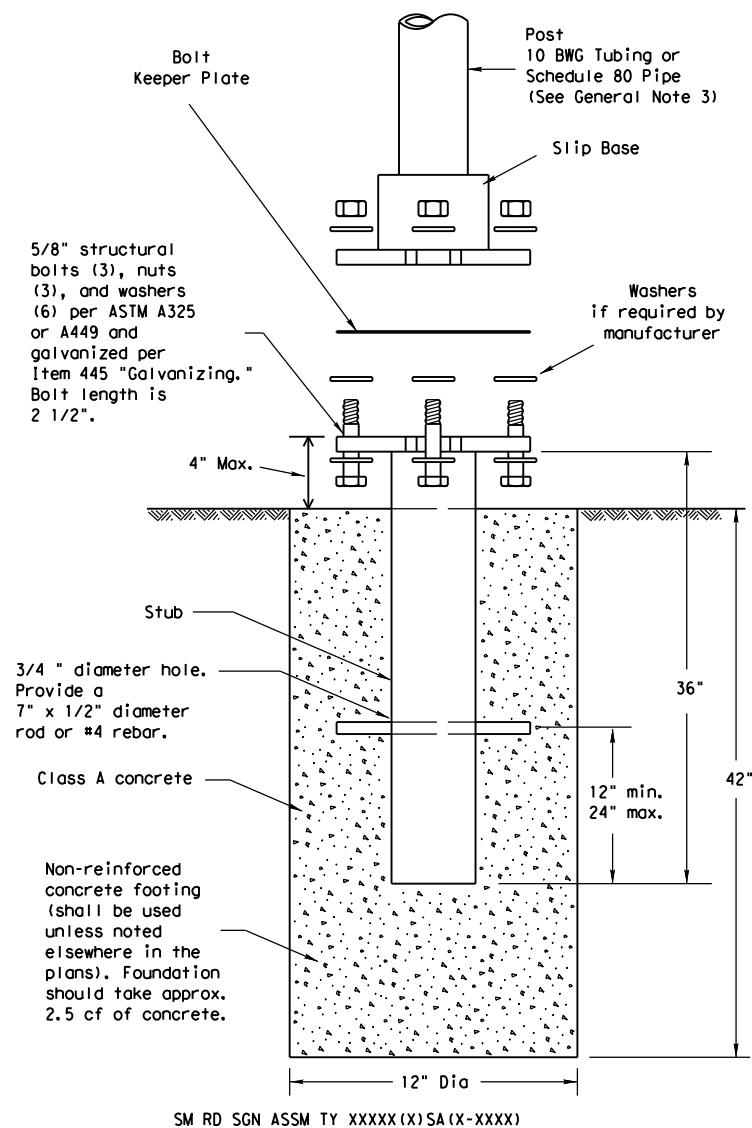 Post
10 BWG Tubing or
Schedule 80 Pipe
(See General Note 3)
Bolt
Keeper Plate
Slip Base
5/8" structural
bolts (3), nuts
(3), and washers
(6) per ASTM A325
or A449 and
galvanized per
Item 445 "Galvanizing."
Bolt length is
2 1/2".
Washers
if required by
manufacturer
4" Max.
Stub
3/4 " diameter hole.
Provide a
7" x 1/2" diameter
rod or #4 rebar.
36"
Class A concrete
12" min.
24" max.
42"
Non-reinforced
concrete footing
(shall be used
unless noted
elsewhere in the
plans). Foundation
should take approx.
2.5 cf of concrete.
12" Dia
SM RD SGN ASSM TY XXXXX(X)SA(X-XXXX)